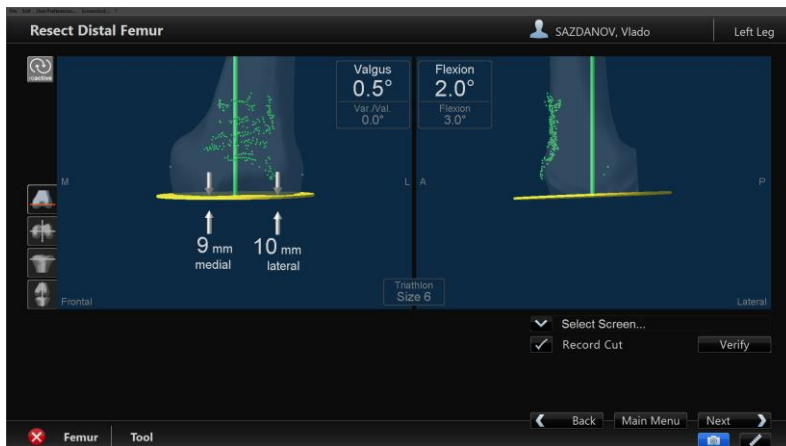 Resect Distal Femur
SAZDANOV, Vlado
Left Leg
Valgus
0.5°
Var./Val.
0.0°
Flexion
2.0°
Flexion
3.0°
M
L
A
P
9 mm
medial
10 mm
lateral
Triathlon
Size 6
Frontal
Lateral
Select Screen...
Record Cut
Verify
Back
Main Menu
Next
Femur
Tool